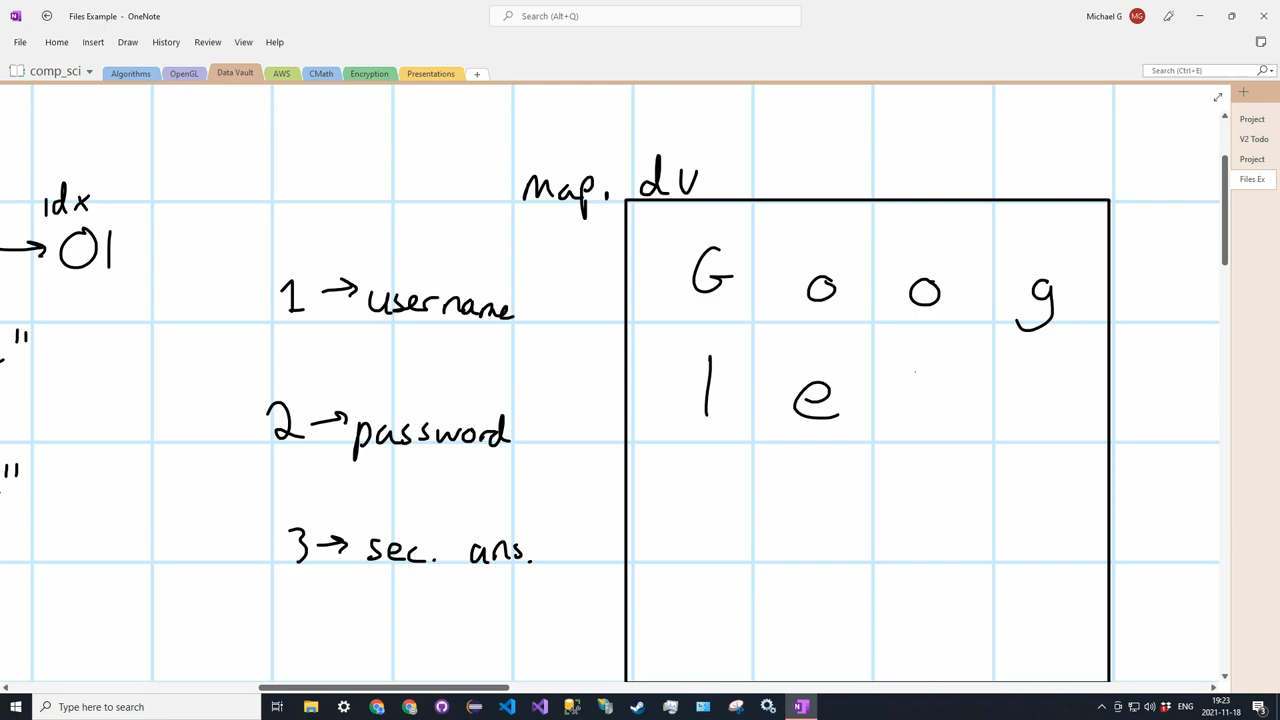 Files Example - OneNote
Search (Alt+Q)
Michael G
MG
File Home Insert Draw History Review View Help
comp_sci
Algorithms OpenGL Data Vault AWS CMath Encryption Presentations +
Search (Ctrl+E)
Project
V2 Todo
Project
Files Ex
map. dv
idx
01
1 → username
2 → password
3 → sec. ans.
"
"
G o o g
l e
Type here to search
ENG
19:23
2021-11-18